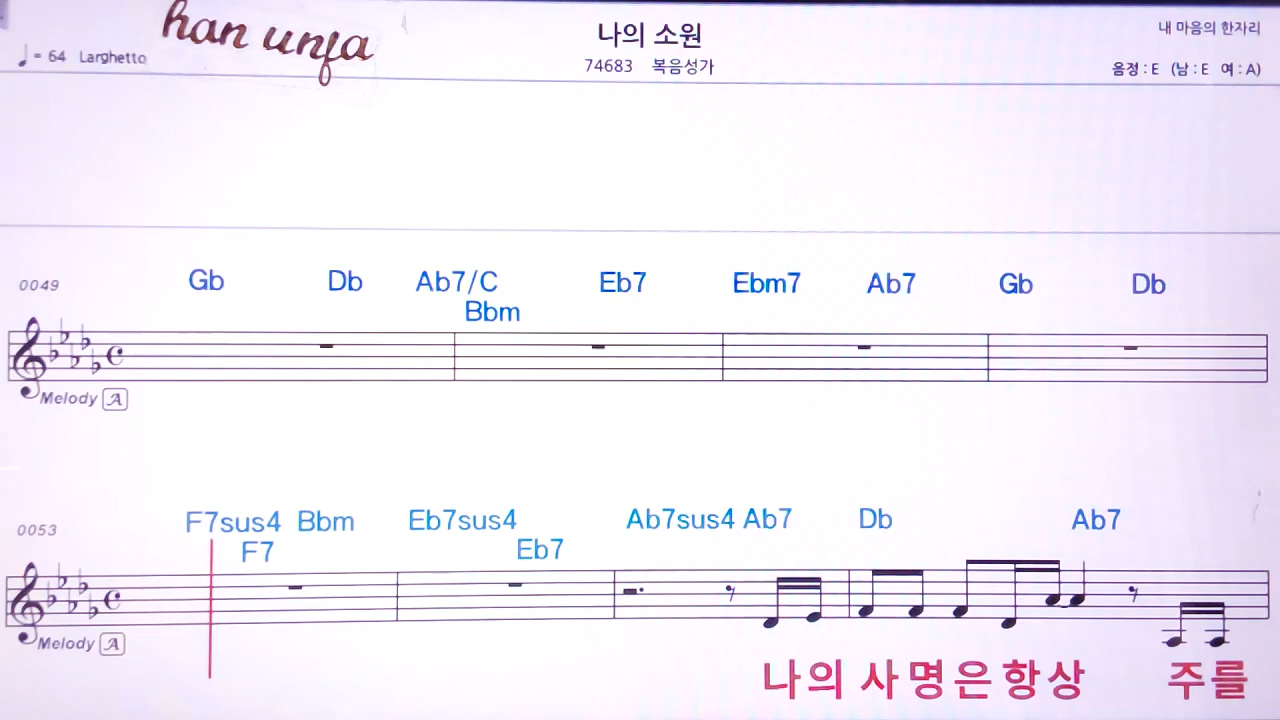 han unfa
나의 소원
내 마음의 한자리
♩= 64 Larghetto
74683 복음성가
음정 : E (남 : E 여 : A)
0049
Gb Db Ab7/C Eb7 Ebm7 Ab7 Gb Db
Bbm
Melody A
0053
F7sus4 Bbm Eb7sus4 Ab7sus4 Ab7 Db Ab7
F7 Eb7
Melody A
나의 사명은항상 주를